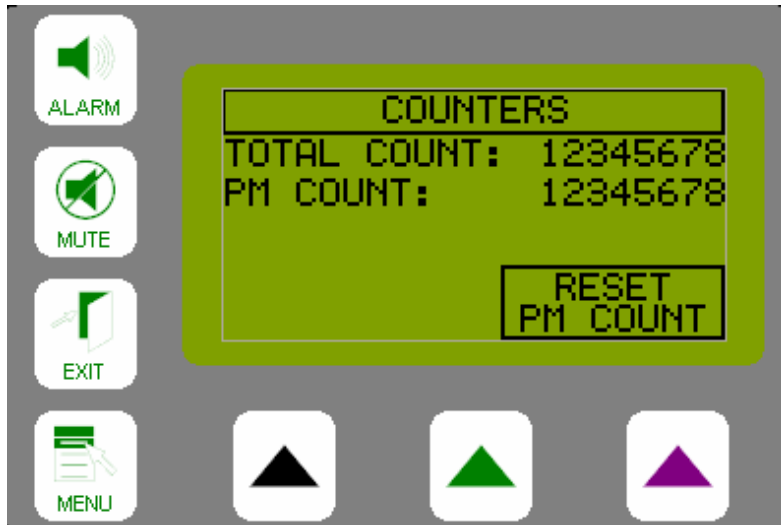 ALARM
MUTE
EXIT
MENU
COUNTERS
TOTAL COUNT: 12345678
PM COUNT: 12345678
RESET
PM COUNT